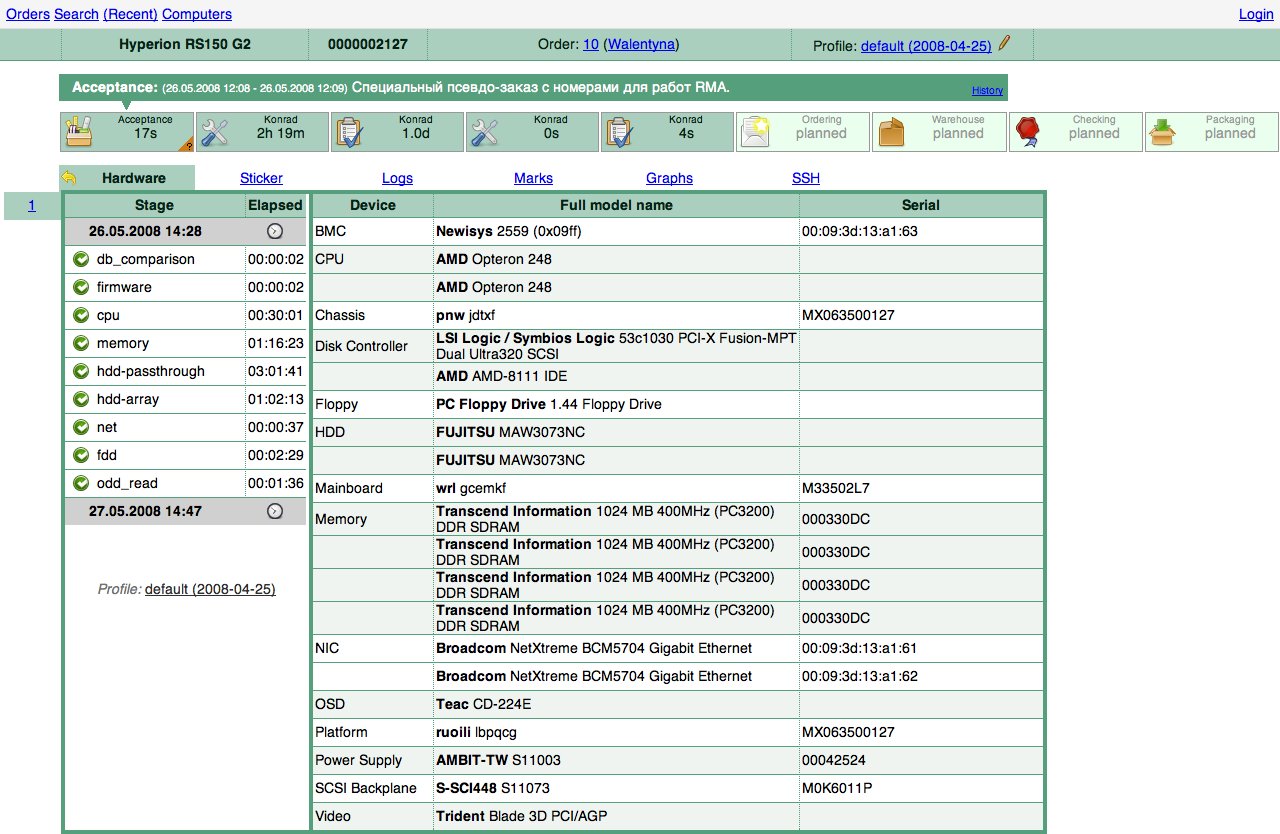 Orders Search (Recent) Computers Login
Hyperion RS150 G2 0000002127 Order: 10 (Walentyna) Profile: default (2008-04-25)
Acceptance: (26.05.2008 12:08 - 26.05.2008 12:09) Специальный псевдо-заказ с номерами для работ RMA. History
Acceptance Konrad Konrad Konrad Konrad Ordering Warehouse Checking Packaging
17s 2h 19m 1.0d 0s 4s planned planned planned planned
?
Hardware Sticker Logs Marks Graphs SSH
1 Stage Elapsed Device Full model name Serial
26.05.2008 14:28 BMC Newisys 2559 (0x09ff) 00:09:3d:13:a1:63
db_comparison 00:00:02 CPU AMD Opteron 248
firmware 00:00:02 AMD Opteron 248
cpu 00:30:01 Chassis pnw jdtxf MX063500127
memory 01:16:23 Disk Controller LSI Logic / Symbios Logic 53c1030 PCI-X Fusion-MPT
Dual Ultra320 SCSI
hdd-passthrough 03:01:41 AMD AMD-8111 IDE
hdd-array 01:02:13 Floppy PC Floppy Drive 1.44 Floppy Drive
net 00:00:37 HDD FUJITSU MAW3073NC
fdd 00:02:29 FUJITSU MAW3073NC
odd_read 00:01:36 Mainboard wrl gcemkf M33502L7
27.05.2008 14:47 Memory Transcend Information 1024 MB 400MHz (PC3200)
DDR SDRAM 000330DC
Transcend Information 1024 MB 400MHz (PC3200)
DDR SDRAM 000330DC
Profile: default (2008-04-25) Transcend Information 1024 MB 400MHz (PC3200)
DDR SDRAM 000330DC
Transcend Information 1024 MB 400MHz (PC3200)
DDR SDRAM 000330DC
NIC Broadcom NetXtreme BCM5704 Gigabit Ethernet 00:09:3d:13:a1:61
Broadcom NetXtreme BCM5704 Gigabit Ethernet 00:09:3d:13:a1:62
OSD Teac CD-224E
Platform ruoili lbpqcg MX063500127
Power Supply AMBIT-TW S11003 00042524
SCSI Backplane S-SCI448 S11073 M0K6011P
Video Trident Blade 3D PCI/AGP